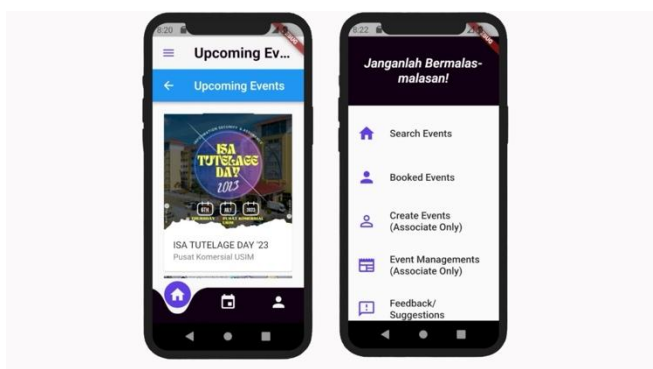 8:20
Upcoming Ev...
Upcoming Events
ISA
TUTELAGE
DAY
2023
ISA TUTELAGE DAY '23
Pusat Komersial USIM
8:22
Janganlah Bermalas-
malasan!
Search Events
Booked Events
Create Events
(Associate Only)
Event Managements
(Associate Only)
Feedback/
Suggestions